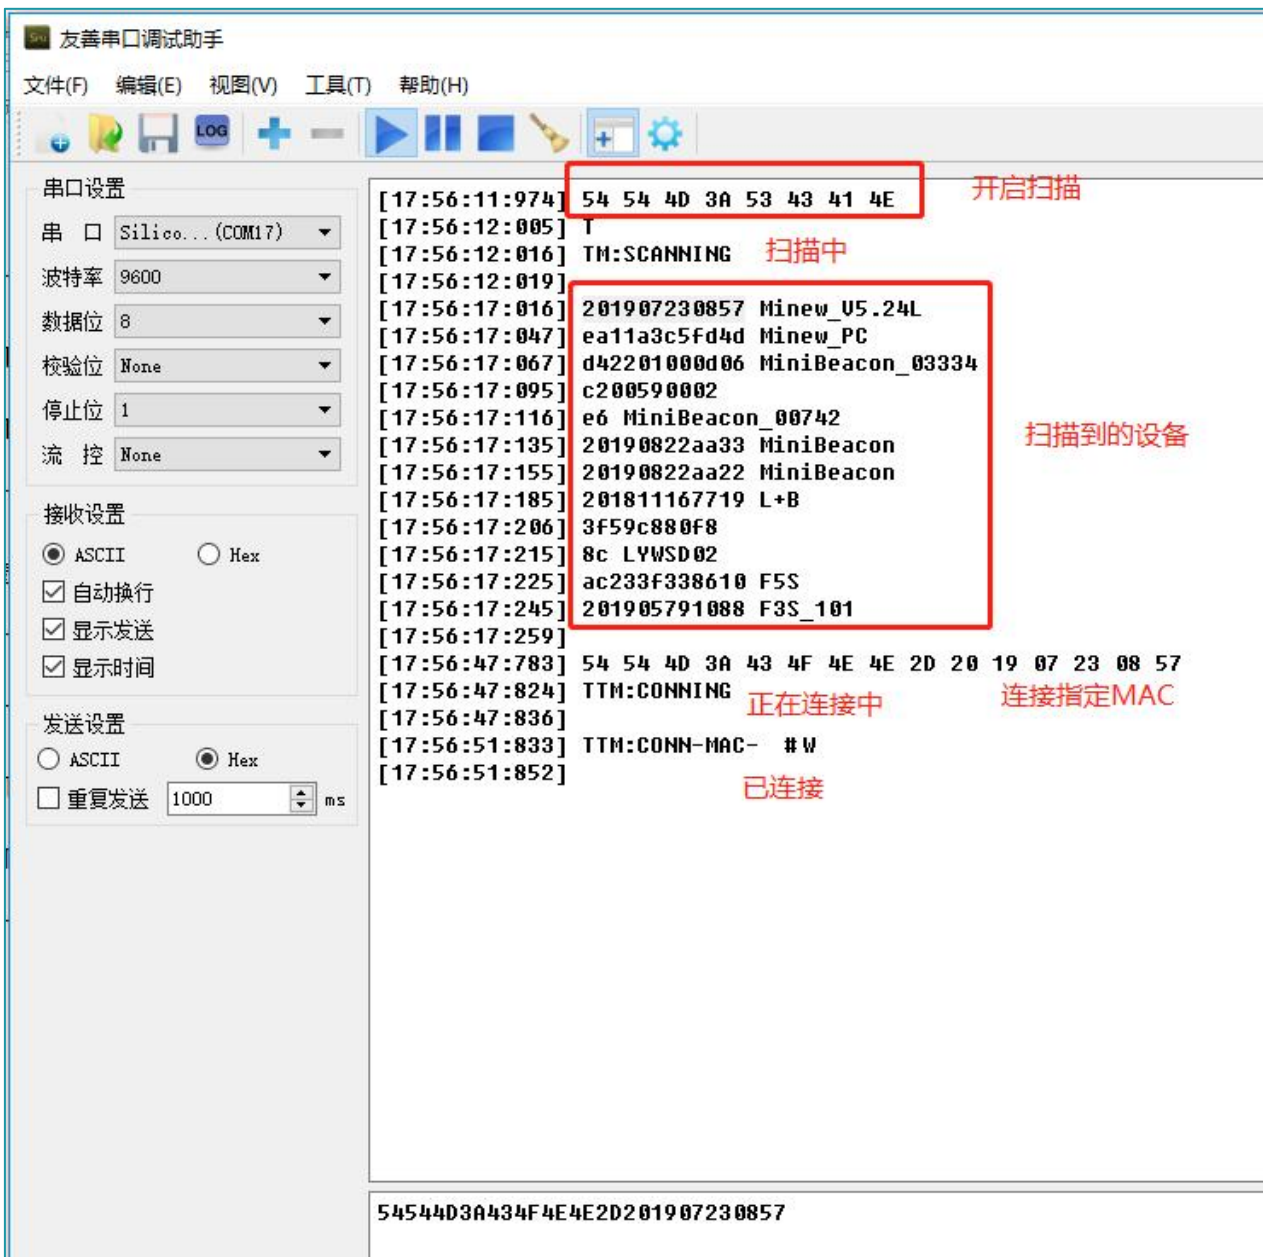 友善串口调试助手
文件(F) 编辑(E) 视图(V) 工具(T) 帮助(H)
LOG
串口设置
串 口 Silico...(COM17)
波特率 9600
数据位 8
校验位 None
停止位 1
流 控 None
接收设置
ASCII Hex
自动换行
显示发送
显示时间
发送设置
ASCII Hex
重复发送 1000 ms
[17:56:11:974] 54 54 4D 3A 53 43 41 4E 开启扫描
[17:56:12:005] T
[17:56:12:016] TM:SCANNING 扫描中
[17:56:12:019]
[17:56:17:016] 201907230857 Minew_V5.24L
[17:56:17:047] ea11a3c5fd4d Minew_PC
[17:56:17:067] d42201000d06 MiniBeacon_03334
[17:56:17:095] c200590002
[17:56:17:116] e6 MiniBeacon_00742
扫描到的设备
[17:56:17:135] 20190822aa33 MiniBeacon
[17:56:17:155] 20190822aa22 MiniBeacon
[17:56:17:185] 201811167719 L+B
[17:56:17:206] 3f59c880f8
[17:56:17:215] 8c LYWSD02
[17:56:17:225] ac233f338610 F5S
[17:56:17:245] 201905791088 F3S_101
[17:56:17:259]
[17:56:47:783] 54 54 4D 3A 43 4F 4E 4E 2D 20 19 07 23 08 57
[17:56:47:824] TTM:CONNING 正在连接中 连接指定MAC
[17:56:47:836]
[17:56:51:833] TTM:CONN-MAC- #W
[17:56:51:852]
已连接
54544D3A434F4E4E2D201907230857